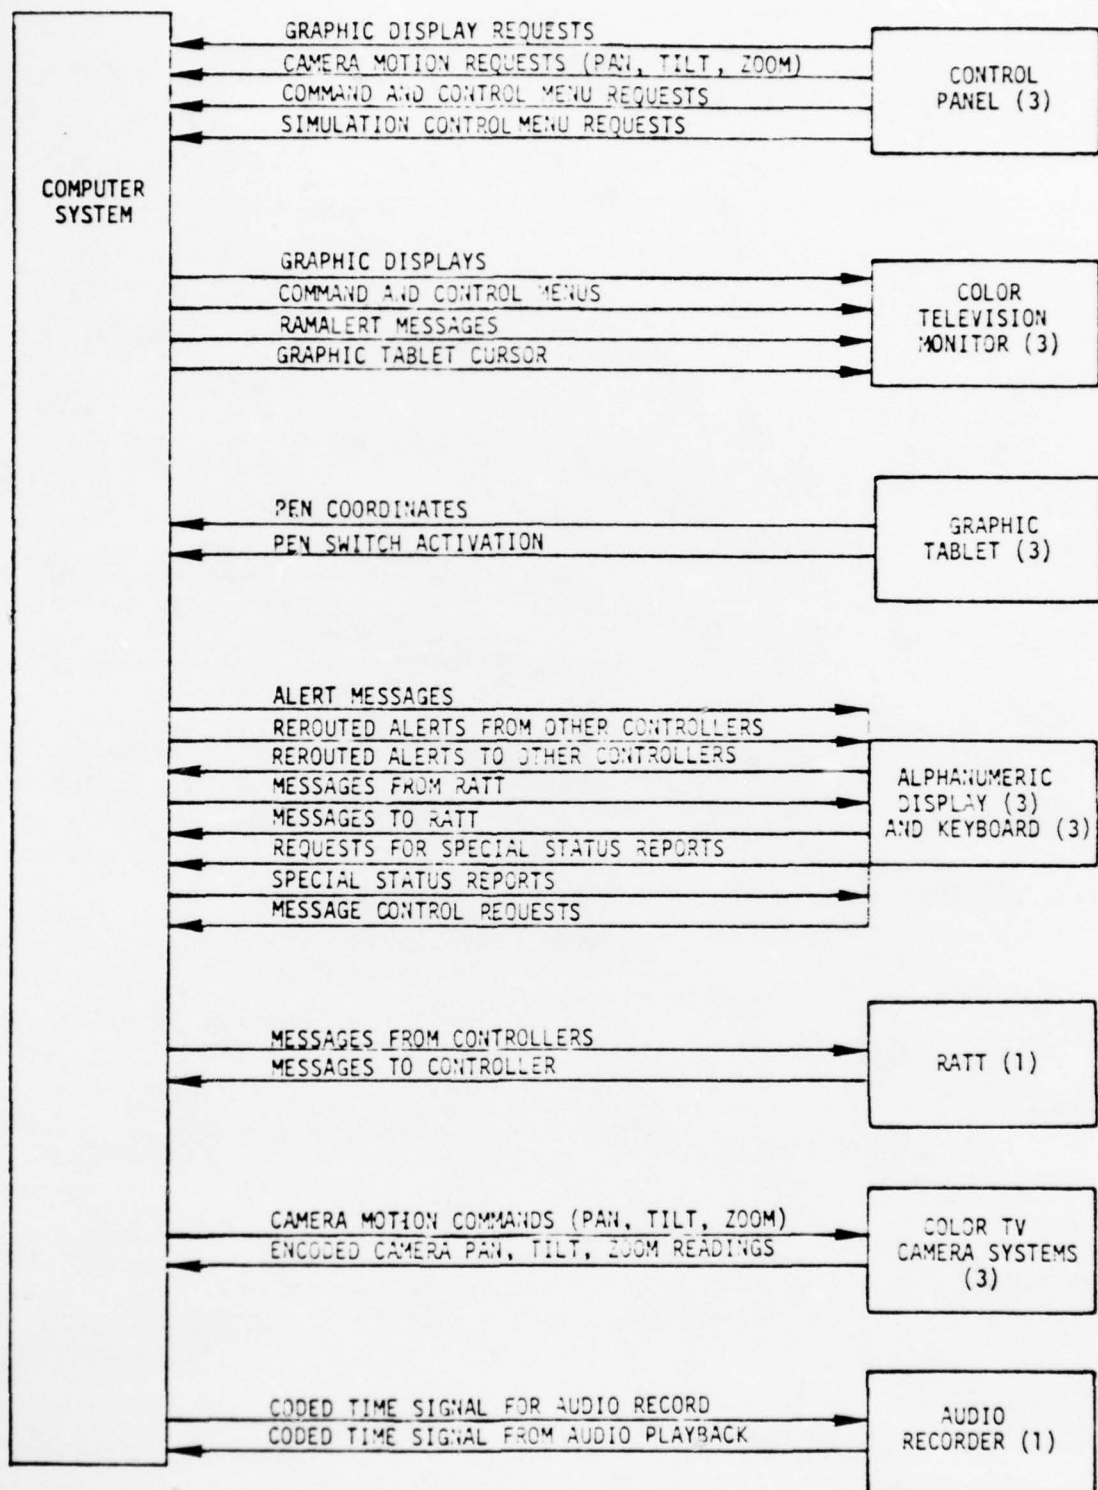 GRAPHIC DISPLAY REQUESTS
CAMERA MOTION REQUESTS (PAN, TILT, ZOOM)
COMMAND AND CONTROL MENU REQUESTS
SIMULATION CONTROL MENU REQUESTS
CONTROL
PANEL (3)
COMPUTER
SYSTEM
GRAPHIC DISPLAYS
COMMAND AND CONTROL MENUS
RAMALERT MESSAGES
GRAPHIC TABLET CURSOR
COLOR
TELEVISION
MONITOR (3)
PEN COORDINATES
PEN SWITCH ACTIVATION
GRAPHIC
TABLET (3)
ALERT MESSAGES
REROUTED ALERTS FROM OTHER CONTROLLERS
REROUTED ALERTS TO OTHER CONTROLLERS
MESSAGES FROM RATT
MESSAGES TO RATT
REQUESTS FOR SPECIAL STATUS REPORTS
SPECIAL STATUS REPORTS
MESSAGE CONTROL REQUESTS
ALPHANUMERIC
DISPLAY (3)
AND KEYBOARD (3)
MESSAGES FROM CONTROLLERS
MESSAGES TO CONTROLLER
RATT (1)
CAMERA MOTION COMMANDS (PAN, TILT, ZOOM)
ENCODED CAMERA PAN, TILT, ZOOM READINGS
COLOR TV
CAMERA SYSTEMS
(3)
CODED TIME SIGNAL FOR AUDIO RECORD
CODED TIME SIGNAL FROM AUDIO PLAYBACK
AUDIO
RECORDER (1)